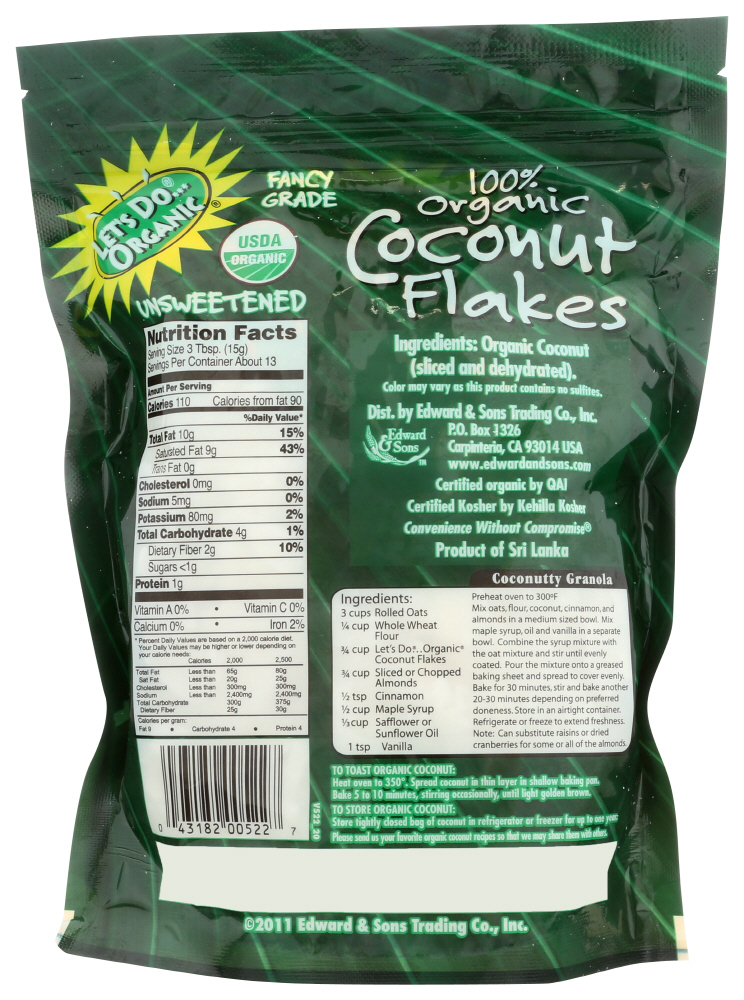 LET'S DO...®
ORGANIC®
FANCY
GRADE
USDA
ORGANIC
UNSWEETENED
100%
Organic
Coconut
Flakes
Nutrition Facts
Serving Size 3 Tbsp. (15g)
Servings Per Container About 13
Amount Per Serving
Calories 110 Calories from fat 90
%Daily Value*
Total Fat 10g 15%
Saturated Fat 9g 43%
Trans Fat 0g
Cholesterol 0mg 0%
Sodium 5mg 0%
Potassium 80mg 2%
Total Carbohydrate 4g 1%
Dietary Fiber 2g 10%
Sugars <1g
Protein 1g
Vitamin A 0% • Vitamin C 0%
Calcium 0% • Iron 2%
* Percent Daily Values are based on a 2,000 calorie diet.
Your Daily Values may be higher or lower depending on
your calorie needs:
Calories 2,000 2,500
Total Fat Less than 65g 80g
Sat Fat Less than 20g 25g
Cholesterol Less than 300mg 300mg
Sodium Less than 2,400mg 2,400mg
Total Carbohydrate 300g 375g
Dietary Fiber 25g 30g
Calories per gram:
Fat 9 • Carbohydrate 4 • Protein 4
0 43182 00522 7
VS22_20
Ingredients: Organic Coconut
(sliced and dehydrated).
Color may vary as this product contains no sulfites.
Dist. by Edward & Sons Trading Co., Inc.
Edward
& Sons
TM
P.O. Box 1326
Carpinteria, CA 93014 USA
www.edwardandsons.com
Certified organic by QAI
Certified Kosher by Kehilla Kosher
Convenience Without Compromise®
Product of Sri Lanka
Coconutty Granola
Ingredients:
3 cups Rolled Oats
¼ cup Whole Wheat
Flour
¾ cup Let's Do...Organic®
Coconut Flakes
¾ cup Sliced or Chopped
Almonds
½ tsp Cinnamon
½ cup Maple Syrup
⅓ cup Safflower or
Sunflower Oil
1 tsp Vanilla
Preheat oven to 300ºF
Mix oats, flour, coconut, cinnamon, and
almonds in a medium sized bowl. Mix
maple syrup, oil and vanilla in a separate
bowl. Combine the syrup mixture with
the oat mixture and stir until evenly
coated. Pour the mixture onto a greased
baking sheet and spread to cover evenly.
Bake for 30 minutes, stir and bake another
20-30 minutes depending on preferred
doneness. Store in an airtight container.
Refrigerate or freeze to extend freshness.
Note: Can substitute raisins or dried
cranberries for some or all of the almonds.
TO TOAST ORGANIC COCONUT:
Heat oven to 350°. Spread coconut in thin layer in shallow baking pan.
Bake 5 to 10 minutes, stirring occasionally, until light golden brown.
TO STORE ORGANIC COCONUT:
Store tightly closed bag of coconut in refrigerator or freezer for up to one year.
Please send us your favorite organic coconut recipes so that we may share them with others.
©2011 Edward & Sons Trading Co., Inc.